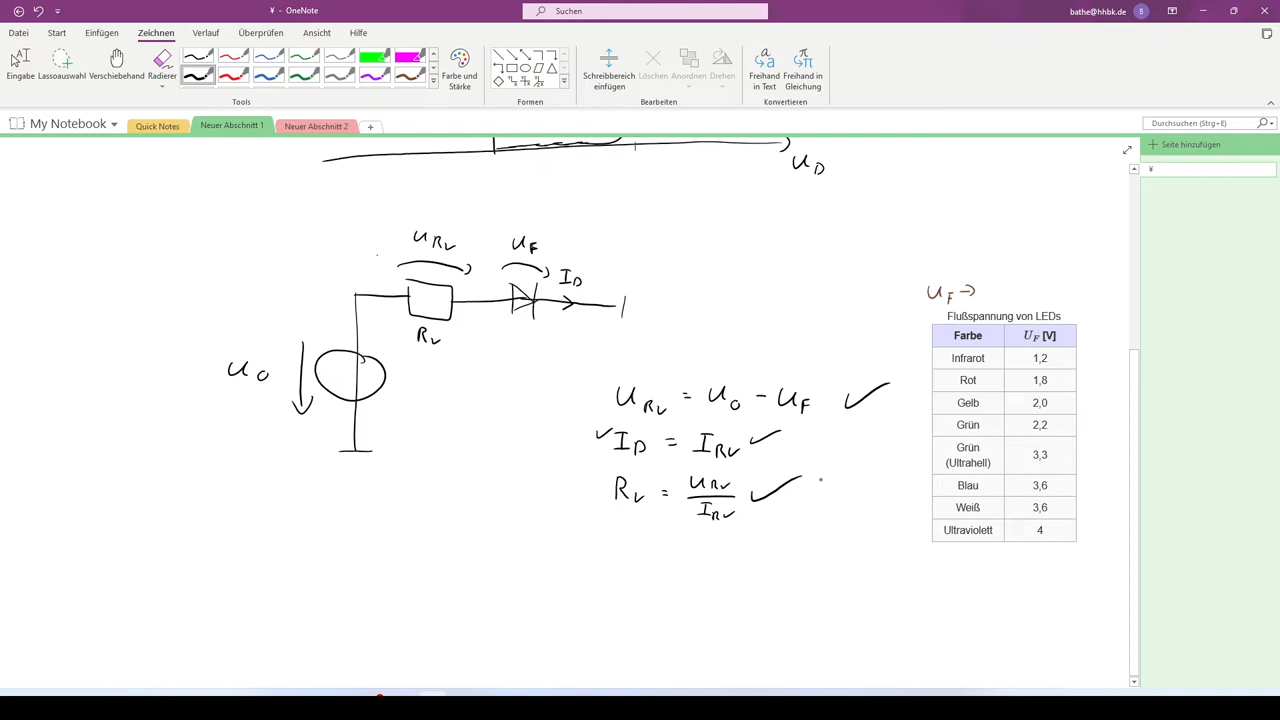 ¥ - OneNote
Suchen
bathe@hhbk.de
B
Datei Start Einfügen Zeichnen Verlauf Überprüfen Ansicht Hilfe
Eingabe Lassoauswahl Verschiebehand Radierer
Farbe und Stärke
Schreibbereich einfügen
Löschen Anordnen Drehen
Freihand in Text
Freihand in Gleichung
Tools Formen Bearbeiten Konvertieren
My Notebook Quick Notes Neuer Abschnitt 1 Neuer Abschnitt 2 +
Durchsuchen (Strg+E)
Seite hinzufügen
¥
U_D
U_RV
U_F
I_D
R_V
U_0
U_RV = U_0 - U_F ✓
✓ I_D = I_RV ✓
R_V = U_RV / I_RV ✓
U_F →
Flußspannung von LEDs
Farbe U_F [V]
Infrarot 1,2
Rot 1,8
Gelb 2,0
Grün 2,2
Grün (Ultrahell) 3,3
Blau 3,6
Weiß 3,6
Ultraviolett 4